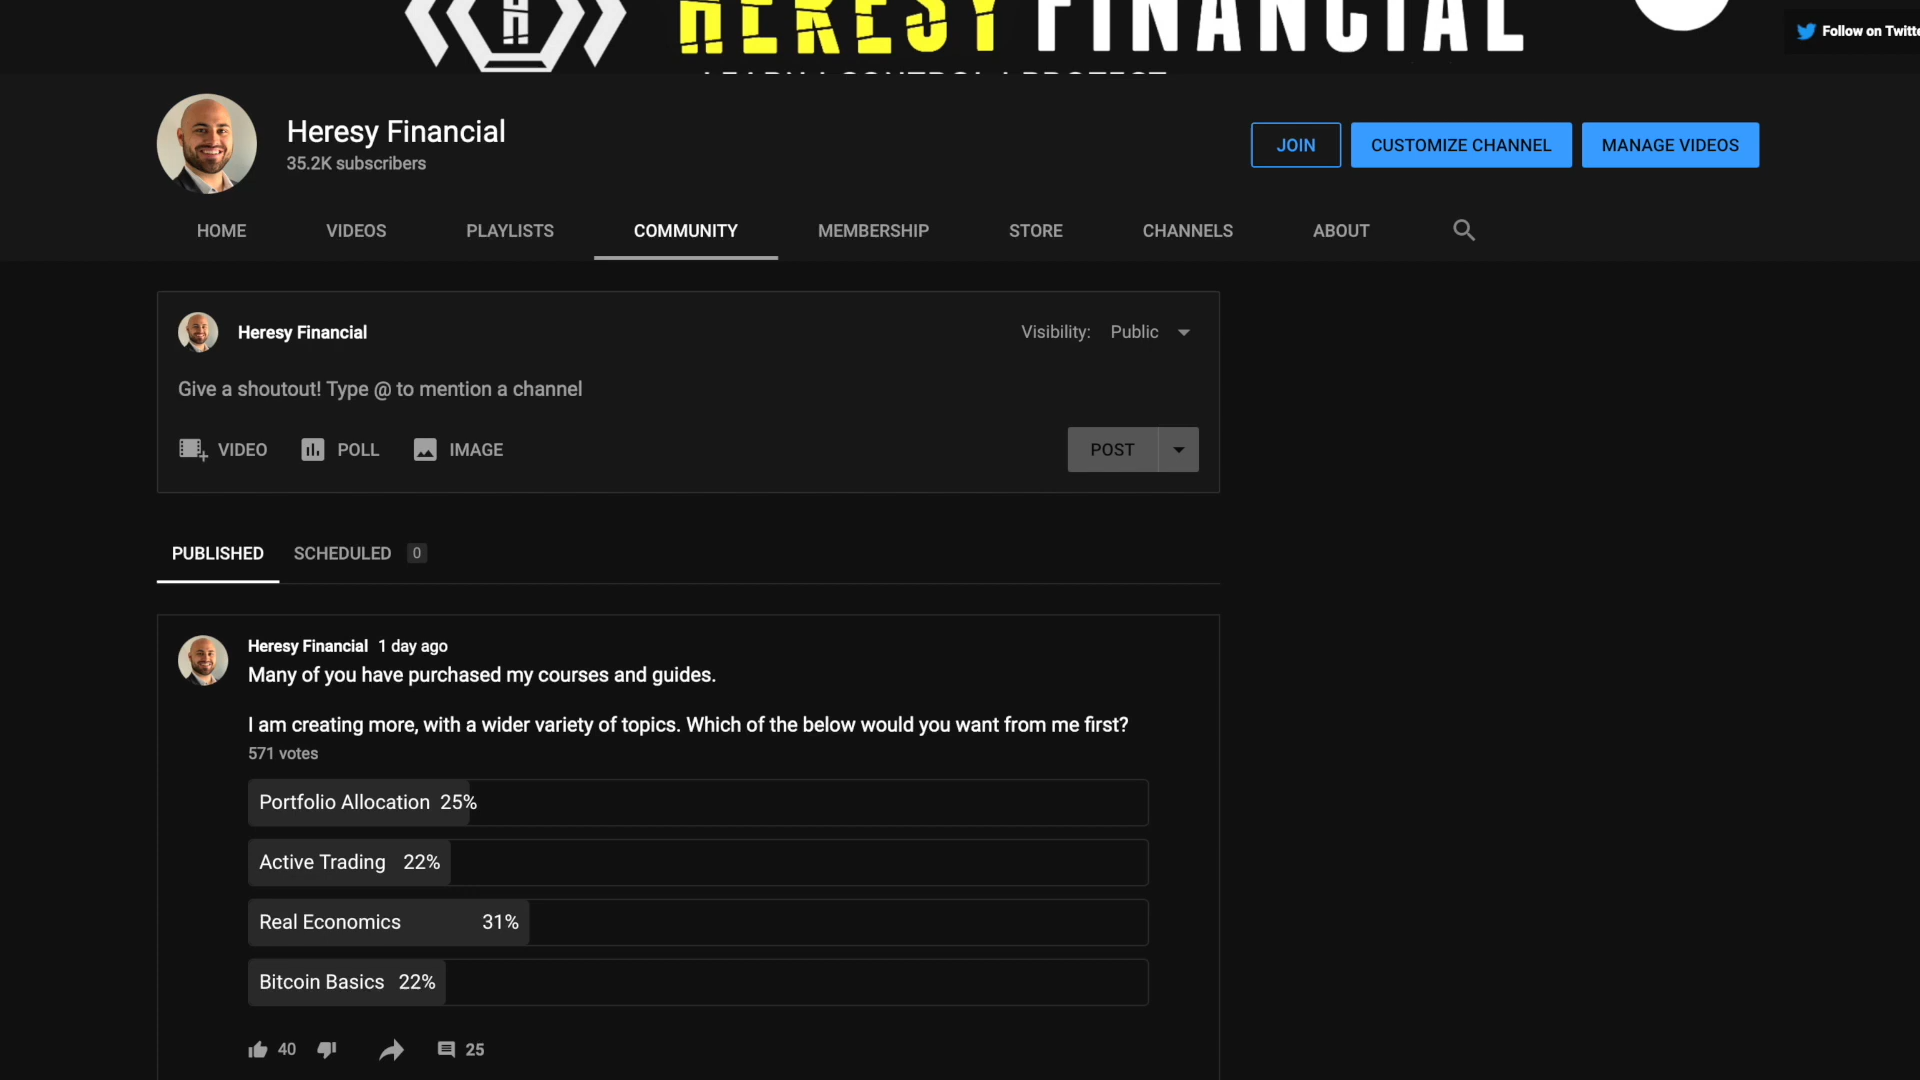 HERESY FINANCIAL
LEARN | CONTROL | PROTECT
Follow on Twitte
Heresy Financial
35.2K subscribers
JOIN
CUSTOMIZE CHANNEL
MANAGE VIDEOS
HOME
VIDEOS
PLAYLISTS
COMMUNITY
MEMBERSHIP
STORE
CHANNELS
ABOUT
Heresy Financial
Visibility: Public
Give a shoutout! Type @ to mention a channel
VIDEO
POLL
IMAGE
POST
PUBLISHED
SCHEDULED 0
Heresy Financial 1 day ago
Many of you have purchased my courses and guides.
I am creating more, with a wider variety of topics. Which of the below would you want from me first?
571 votes
Portfolio Allocation 25%
Active Trading 22%
Real Economics 31%
Bitcoin Basics 22%
40
25